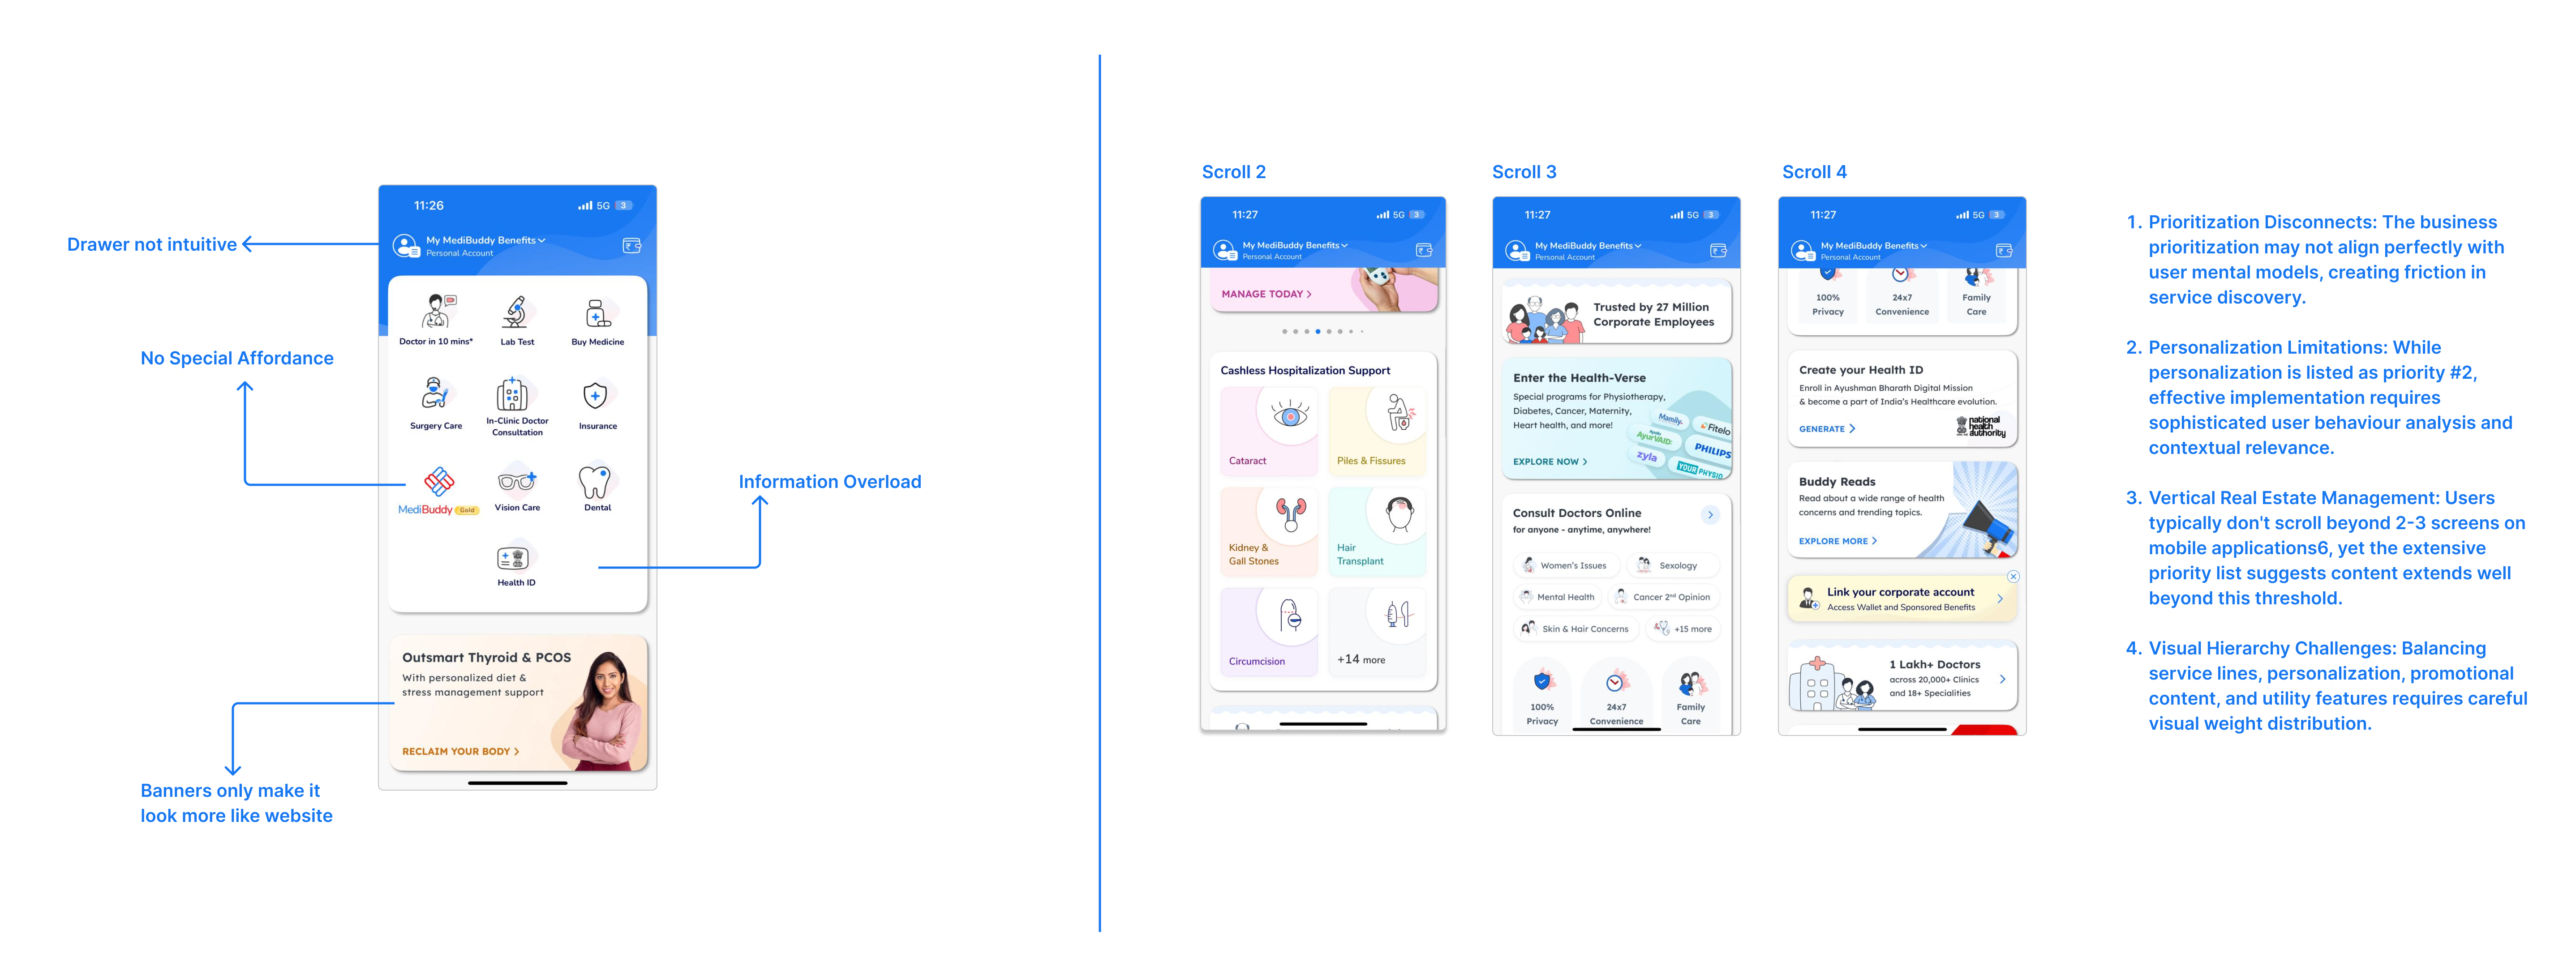 Drawer not intuitive
No Special Affordance
Banners only make it
look more like website
Information Overload
11:26
5G
3
My MediBuddy Benefits
Personal Account
Doctor in 10 mins*
Lab Test
Buy Medicine
Surgery Care
In-Clinic Doctor
Consultation
Insurance
MediBuddy Gold
Vision Care
Dental
Health ID
Outsmart Thyroid & PCOS
With personalized diet &
stress management support
RECLAIM YOUR BODY
Scroll 2
11:27
5G
3
My MediBuddy Benefits
Personal Account
MANAGE TODAY
Cashless Hospitalization Support
Cataract
Piles & Fissures
Kidney &
Gall Stones
Hair
Transplant
Circumcision
+14 more
Scroll 3
11:27
5G
3
My MediBuddy Benefits
Personal Account
Trusted by 27 Million
Corporate Employees
Enter the Health-Verse
Special programs for Physiotherapy,
Diabetes, Cancer, Maternity,
Heart health, and more!
Mamily.
Fitelo
Apollo
AyurVAID:
PHILIPS
zyla
YOUR PHYSIO
EXPLORE NOW
Consult Doctors Online
for anyone - anytime, anywhere!
Women's Issues
Sexology
Mental Health
Cancer 2nd Opinion
Skin & Hair Concerns
+15 more
100%
Privacy
24x7
Convenience
Family
Care
Scroll 4
11:27
5G
3
My MediBuddy Benefits
Personal Account
100%
Privacy
24x7
Convenience
Family
Care
Create your Health ID
Enroll in Ayushman Bharath Digital Mission
& become a part of India's Healthcare evolution.
GENERATE
national
health
authority
Buddy Reads
Read about a wide range of health
concerns and trending topics.
EXPLORE MORE
Link your corporate account
Access Wallet and Sponsored Benefits
1 Lakh+ Doctors
across 20,000+ Clinics
and 18+ Specialities
1. Prioritization Disconnects: The business
prioritization may not align perfectly with
user mental models, creating friction in
service discovery.
2. Personalization Limitations: While
personalization is listed as priority #2,
effective implementation requires
sophisticated user behaviour analysis and
contextual relevance.
3. Vertical Real Estate Management: Users
typically don't scroll beyond 2-3 screens on
mobile applications6, yet the extensive
priority list suggests content extends well
beyond this threshold.
4. Visual Hierarchy Challenges: Balancing
service lines, personalization, promotional
content, and utility features requires careful
visual weight distribution.